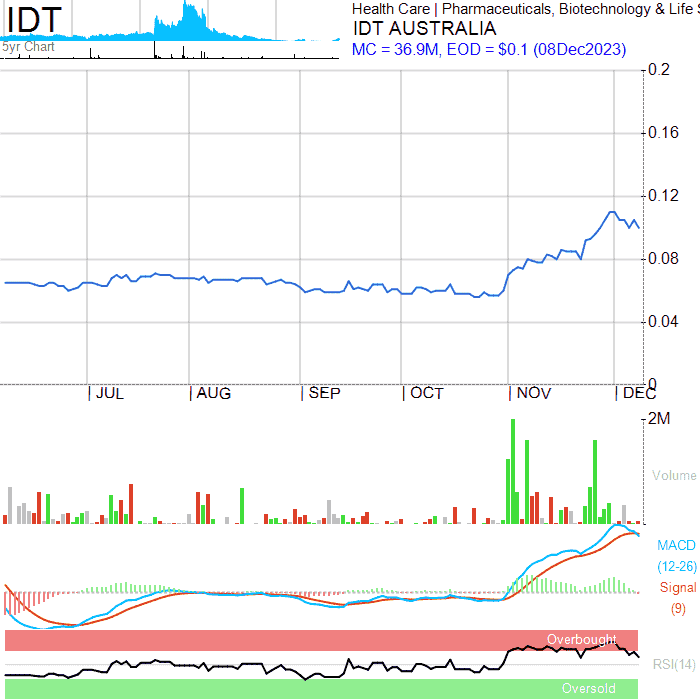 IDT
5yr Chart
Health Care | Pharmaceuticals, Biotechnology & Life S
IDT AUSTRALIA
MC = 36.9M, EOD = $0.1 (08Dec2023)
0.2
0.16
0.12
0.08
0.04
0
JUL AUG SEP OCT NOV DEC
2M
Volume
MACD
(12-26)
Signal
(9)
Overbought
RSI(14)
Oversold